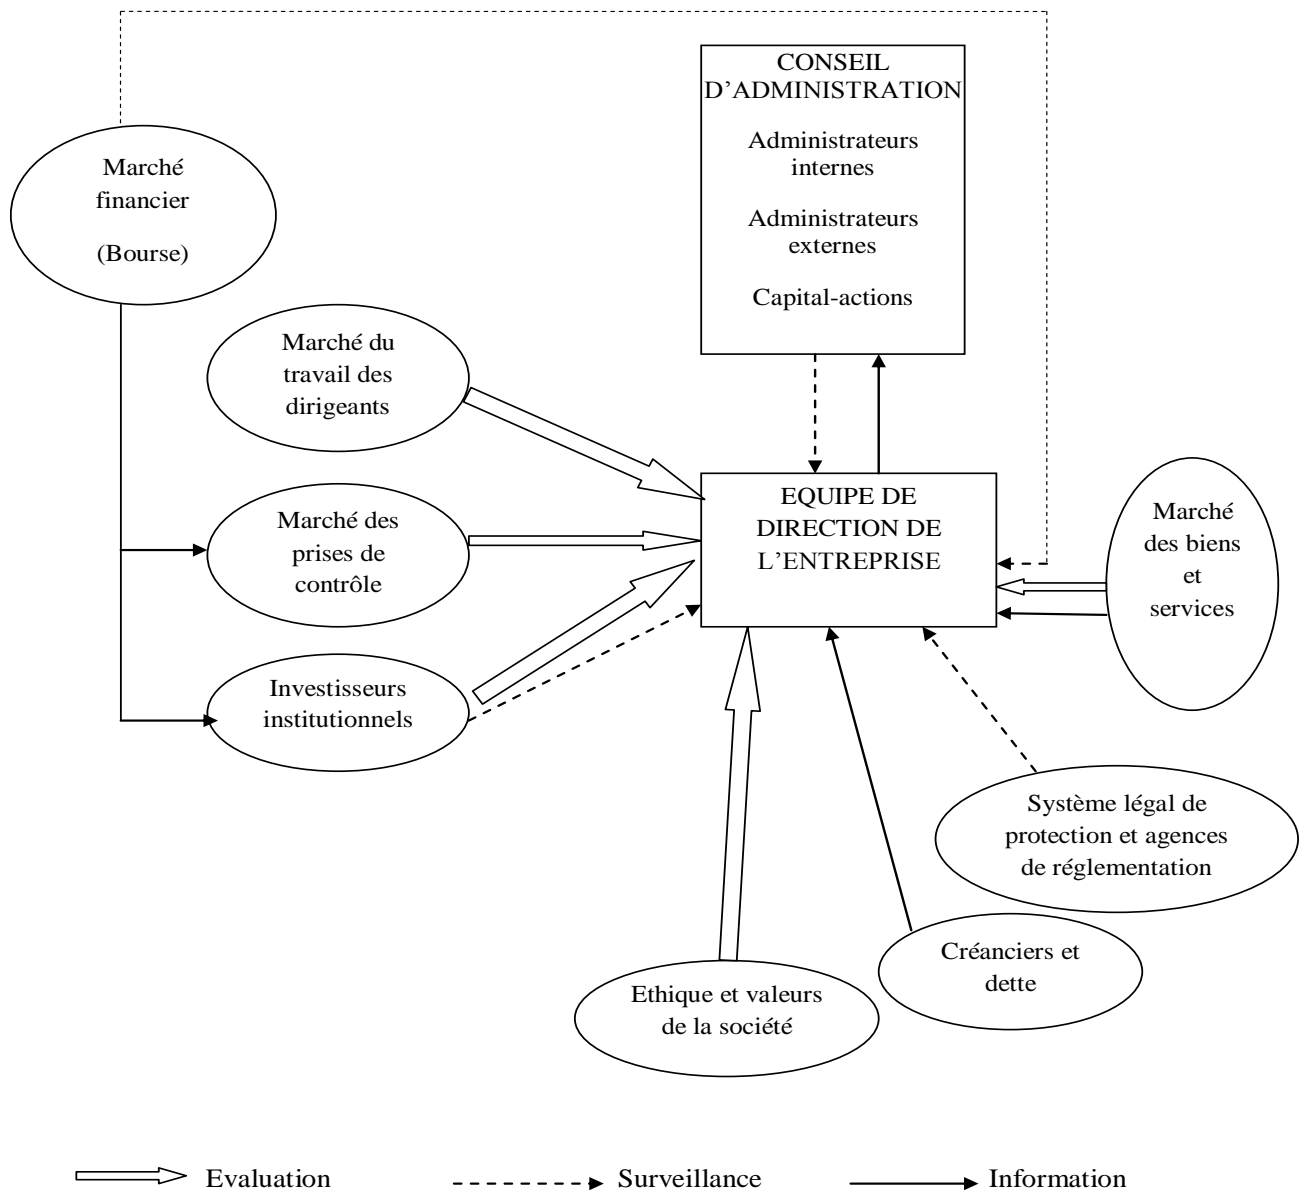 CONSEIL
D’ADMINISTRATION
Administrateurs
internes
Administrateurs
externes
Capital-actions
Marché
financier
(Bourse)
Marché du
travail des
dirigeants
Marché des
prises de
contrôle
Investisseurs
institutionnels
EQUIPE DE
DIRECTION DE
L’ENTREPRISE
Marché
des biens
et
services
Système légal de
protection et agences
de réglementation
Créanciers et
dette
Ethique et valeurs
de la société
Evaluation
Surveillance
Information